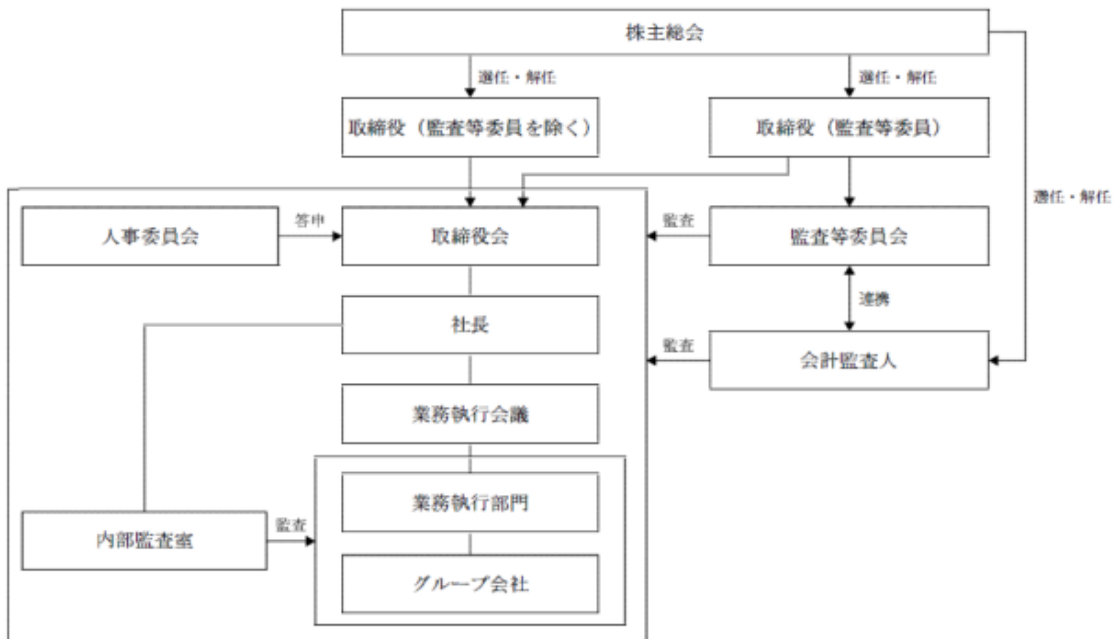 株主総会
選任・解任
選任・解任
取締役（監査等委員を除く）
取締役（監査等委員）
選任・解任
人事委員会
答申
取締役会
監査
監査等委員会
連携
社長
監査
会計監査人
業務執行会議
業務執行部門
内部監査室
監査
グループ会社